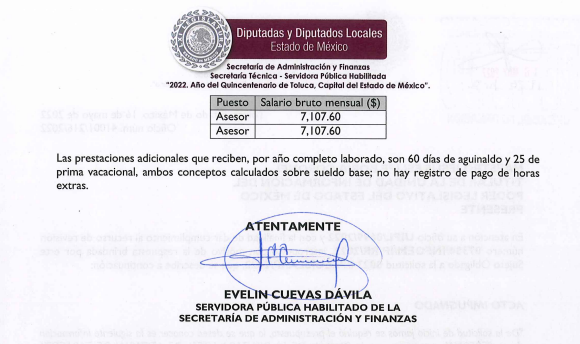 Diputadas y Diputados Locales
Estado de México
Secretaría de Administración y Finanzas
Secretaría Técnica - Servidora Pública Habilitada
"2022. Año del Quincentenario de Toluca, Capital del Estado de México".
Puesto Salario bruto mensual ($)
Asesor 7,107.60
Asesor 7,107.60
Las prestaciones adicionales que reciben, por año completo laborado, son 60 días de aguinaldo y 25 de
prima vacacional, ambos conceptos calculados sobre sueldo base; no hay registro de pago de horas
extras.
ATENTAMENTE
EVELIN CUEVAS DÁVILA
SERVIDORA PÚBLICA HABILITADO DE LA
SECRETARÍA DE ADMINISTRACIÓN Y FINANZAS